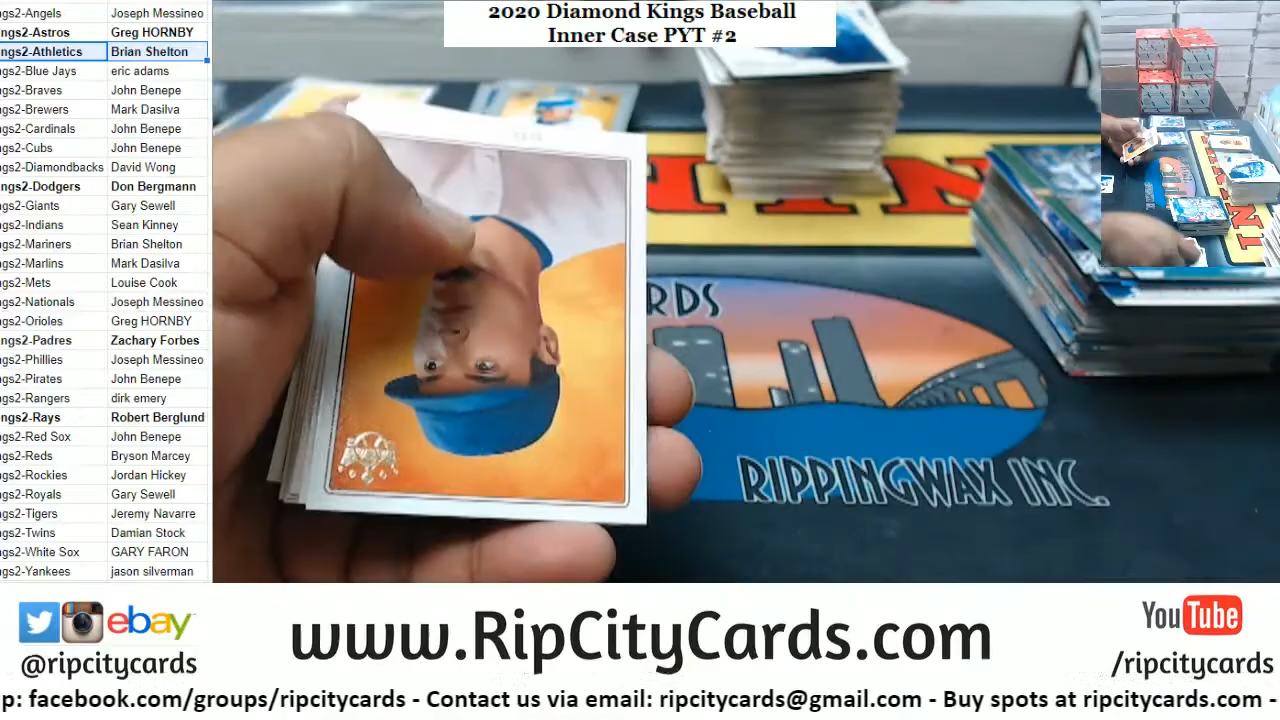 2020 Diamond Kings Baseball
Inner Case PYT #2
ngs2-Angels Joseph Messineo
ngs2-Astros Greg HORNBY
ngs2-Athletics Brian Shelton
ngs2-Blue Jays eric adams
ngs2-Braves John Benepe
ngs2-Brewers Mark Dasilva
ngs2-Cardinals John Benepe
ngs2-Cubs John Benepe
ngs2-Diamondbacks David Wong
ngs2-Dodgers Don Bergmann
ngs2-Giants Gary Sewell
ngs2-Indians Sean Kinney
ngs2-Mariners Brian Shelton
ngs2-Marlins Mark Dasilva
ngs2-Mets Louise Cook
ngs2-Nationals Joseph Messineo
ngs2-Orioles Greg HORNBY
ngs2-Padres Zachary Forbes
ngs2-Phillies Joseph Messineo
ngs2-Pirates John Benepe
ngs2-Rangers dirk emery
ngs2-Rays Robert Berglund
ngs2-Red Sox John Benepe
ngs2-Reds Bryson Marcey
ngs2-Rockies Jordan Hickey
ngs2-Royals Gary Sewell
ngs2-Tigers Jeremy Navarre
ngs2-Twins Damian Stock
ngs2-White Sox GARY FARON
ngs2-Yankees jason silverman
RDS
RIPPINGWAX INC.
ebay
@ripcitycards
www.RipCityCards.com
YouTube
/ripcitycards
p: facebook.com/groups/ripcitycards - Contact us via email: ripcitycards@gmail.com - Buy spots at ripcitycards.com -